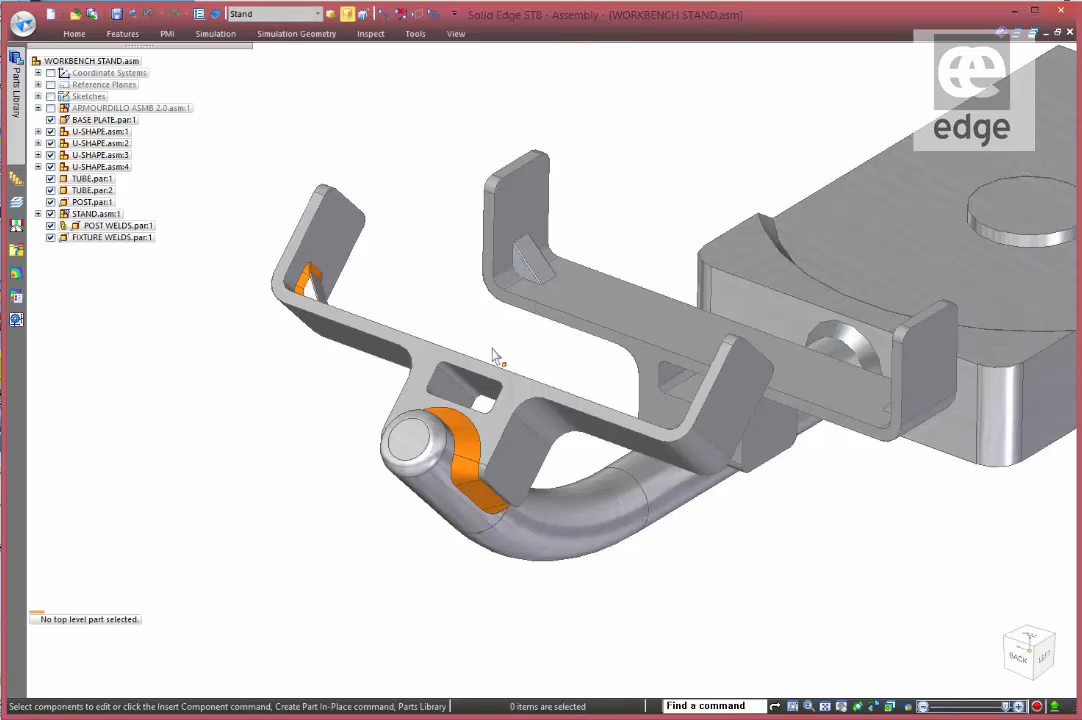 Stand
Solid Edge ST8 - Assembly - [WORKBENCH STAND.asm]
Home Features PMI Simulation Simulation Geometry Inspect Tools View
Parts Library
WORKBENCH STAND.asm
Coordinate Systems
Reference Planes
Sketches
ARMOURDILLO ASMB 2.0.asm:1
BASE PLATE.par:1
U-SHAPE.asm:1
U-SHAPE.asm:2
U-SHAPE.asm:3
U-SHAPE.asm:4
TUBE.par:1
TUBE.par:2
POST.par:1
STAND.asm:1
POST WELDS.par:1
FIXTURE WELDS.par:1
edge
No top level part selected.
BACK LEFT
Select components to edit or click the Insert Component command, Create Part In-Place command, Parts Library
0 items are selected
Find a command